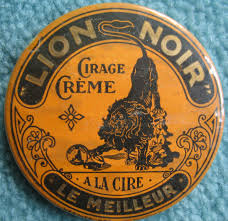 LION NOIR
CIRAGE
CRÈME
A LA CIRE
LE MEILLEUR